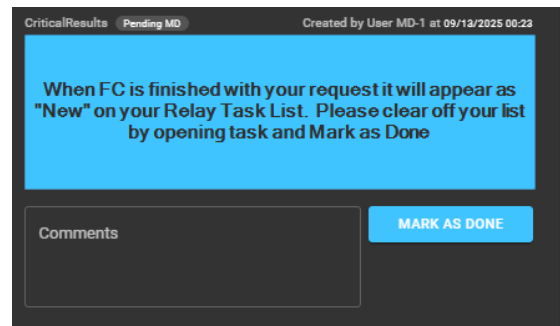 CriticalResults Pending MD Created by User MD-1 at 09/13/2025 00:23
When FC is finished with your request it will appear as
"New" on your Relay Task List. Please clear off your list
by opening task and Mark as Done
Comments
MARK AS DONE